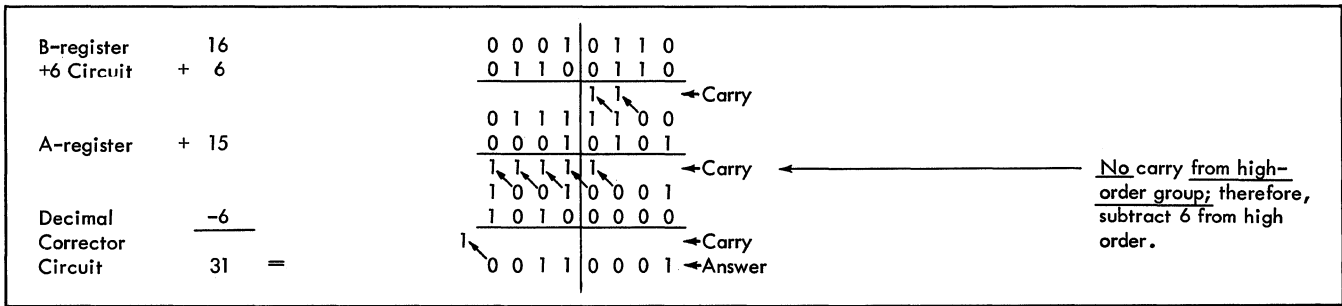 B-register 16 0 0 0 1 0 1 1 0
+6 Circuit + 6 0 1 1 0 0 1 1 0
1 1 Carry
0 1 1 1 1 1 0 0
A-register + 15 0 0 0 1 0 1 0 1
1 1 1 1 1 Carry
1 0 0 1 0 0 0 1
Decimal -6 1 0 1 0 0 0 0 0
Corrector 1 Carry
Circuit 31 = 0 0 1 1 0 0 0 1 Answer
No carry from high-
order group; therefore,
subtract 6 from high
order.